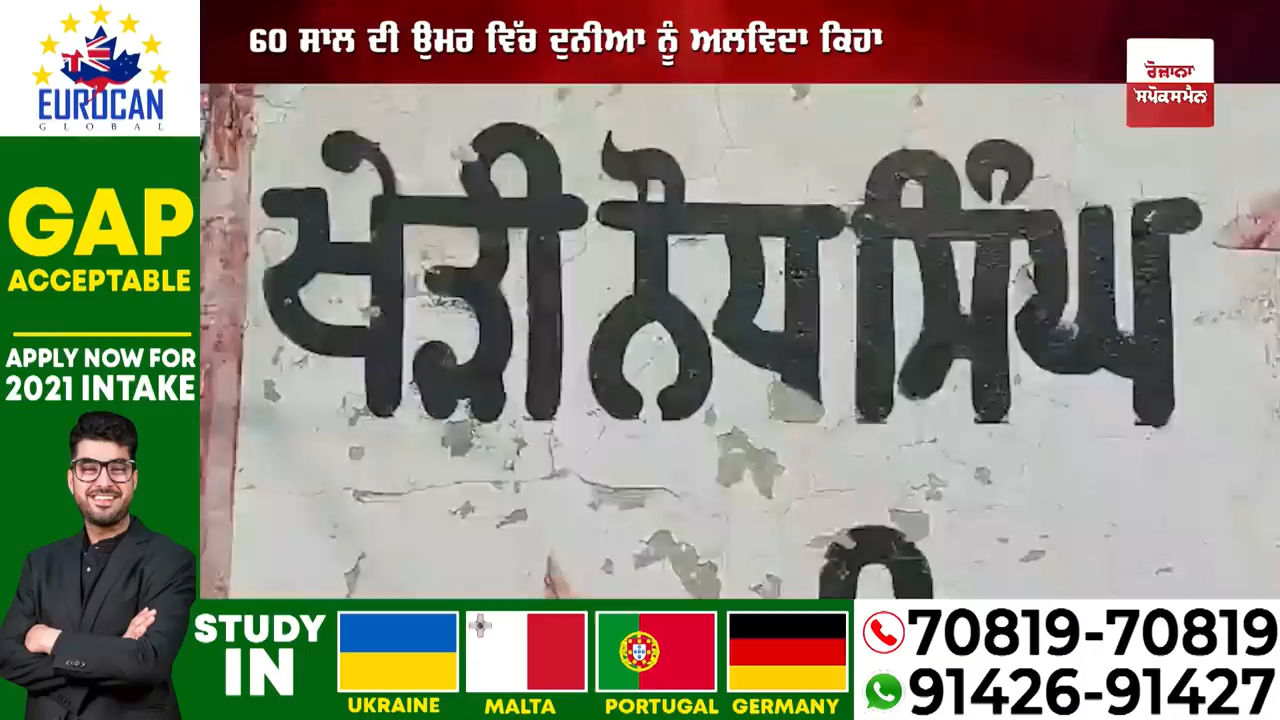 60 ਸਾਲ ਦੀ ਉਮਰ ਵਿੱਚ ਦੁਨੀਆ ਨੂੰ ਅਲਵਿਦਾ ਕਿਹਾ
ਰੋਜ਼ਾਨਾ
ਸਪੋਕਸਮੈਨ
EUROCAN
GLOBAL
GAP
ACCEPTABLE
APPLY NOW FOR
2021 INTAKE
ਖੇੜੀ ਨੌਧ ਸਿੰਘ
STUDY
IN
UKRAINE
MALTA
PORTUGAL
GERMANY
70819-70819
91426-91427